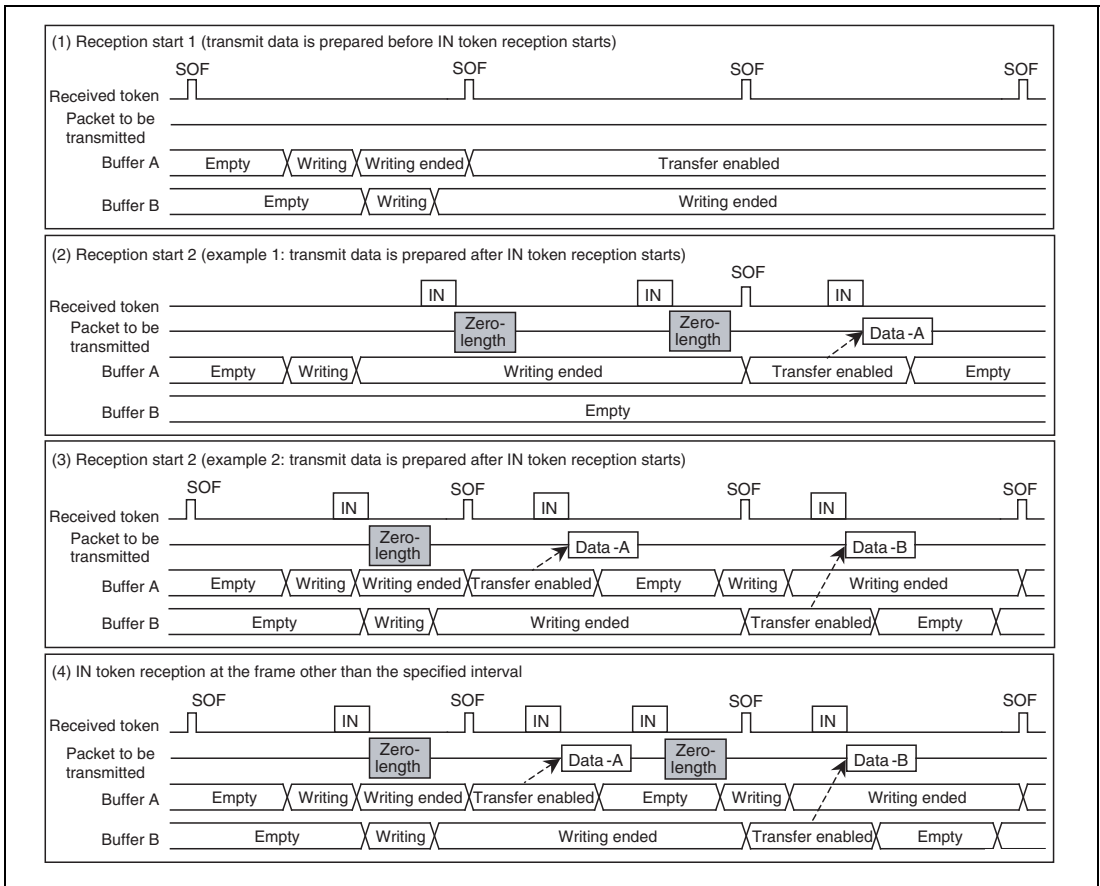 (1) Reception start 1 (transmit data is prepared before IN token reception starts)
SOF SOF SOF SOF
Received token
Packet to be
transmitted
Buffer A Empty Writing Writing ended Transfer enabled
Buffer B Empty Writing Writing ended
(2) Reception start 2 (example 1: transmit data is prepared after IN token reception starts)
SOF
Received token IN IN IN
Packet to be
transmitted
Zero-
length
Zero-
length
Data -A
Buffer A Empty Writing Writing ended Transfer enabled Empty
Buffer B Empty
(3) Reception start 2 (example 2: transmit data is prepared after IN token reception starts)
SOF SOF SOF SOF
Received token IN IN IN
Packet to be
transmitted
Zero-
length
Data -A
Data -B
Buffer A Empty Writing Writing ended Transfer enabled Empty Writing Writing ended
Buffer B Empty Writing Writing ended Transfer enabled Empty
(4) IN token reception at the frame other than the specified interval
SOF SOF SOF SOF
Received token IN IN IN IN
Packet to be
transmitted
Zero-
length
Data -A
Zero-
length
Data -B
Buffer A Empty Writing Writing ended Transfer enabled Empty Writing Writing ended
Buffer B Empty Writing Writing ended Transfer enabled Empty